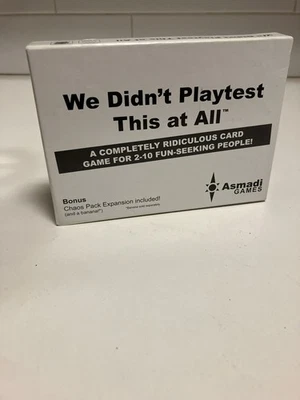 We Didn't Playtest
This at All™
A COMPLETELY RIDICULOUS CARD
GAME FOR 2-10 FUN-SEEKING PEOPLE!
Asmadi
GAMES
Bonus
Chaos Pack Expansion included!
(and a banana!*)